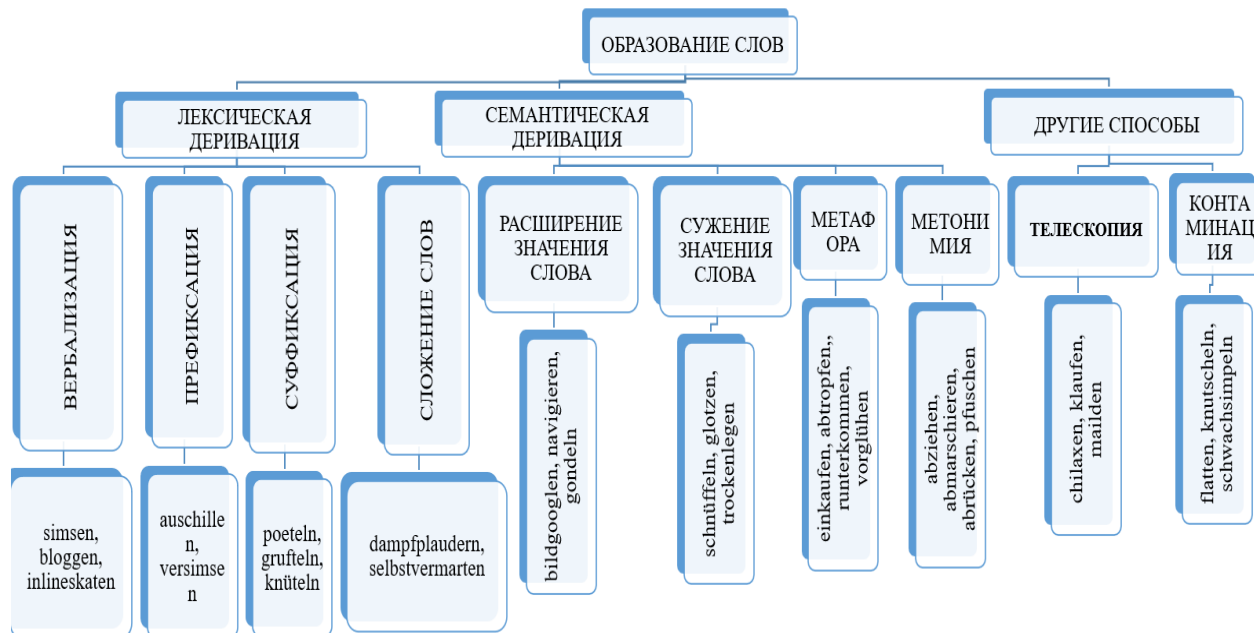 ОБРАЗОВАНИЕ СЛОВ
ЛЕКСИЧЕСКАЯ
ДЕРИВАЦИЯ
СЕМАНТИЧЕСКАЯ
ДЕРИВАЦИЯ
ДРУГИЕ СПОСОБЫ
ВЕРБАЛИЗАЦИЯ
ПРЕФИКСАЦИЯ
СУФФИКСАЦИЯ
СЛОЖЕНИЕ СЛОВ
РАСШИРЕНИЕ
ЗНАЧЕНИЯ
СЛОВА
СУЖЕНИЕ
ЗНАЧЕНИЯ
СЛОВА
МЕТАФ
ОРА
МЕТОНИ
МИЯ
ТЕЛЕСКОПИЯ
КОНТА
МИНАЦ
ИЯ
simsen,
bloggen,
inlineskaten
auschille
n,
versimse
n
poeteln,
grufteln,
knüteln
dampfplaudern,
selbstvermarten
bildgooglen, navigieren,
gondeln
schnüffeln, glotzen,
trockenlegen
einkaufen, abtropfen,,
runterkommen,
vorglühen
abziehen,
abmarschieren,
abrücken, pfuschen
chilaxen, klaufen,
mailden
flatten, knutscheln,
schwachsimpeln